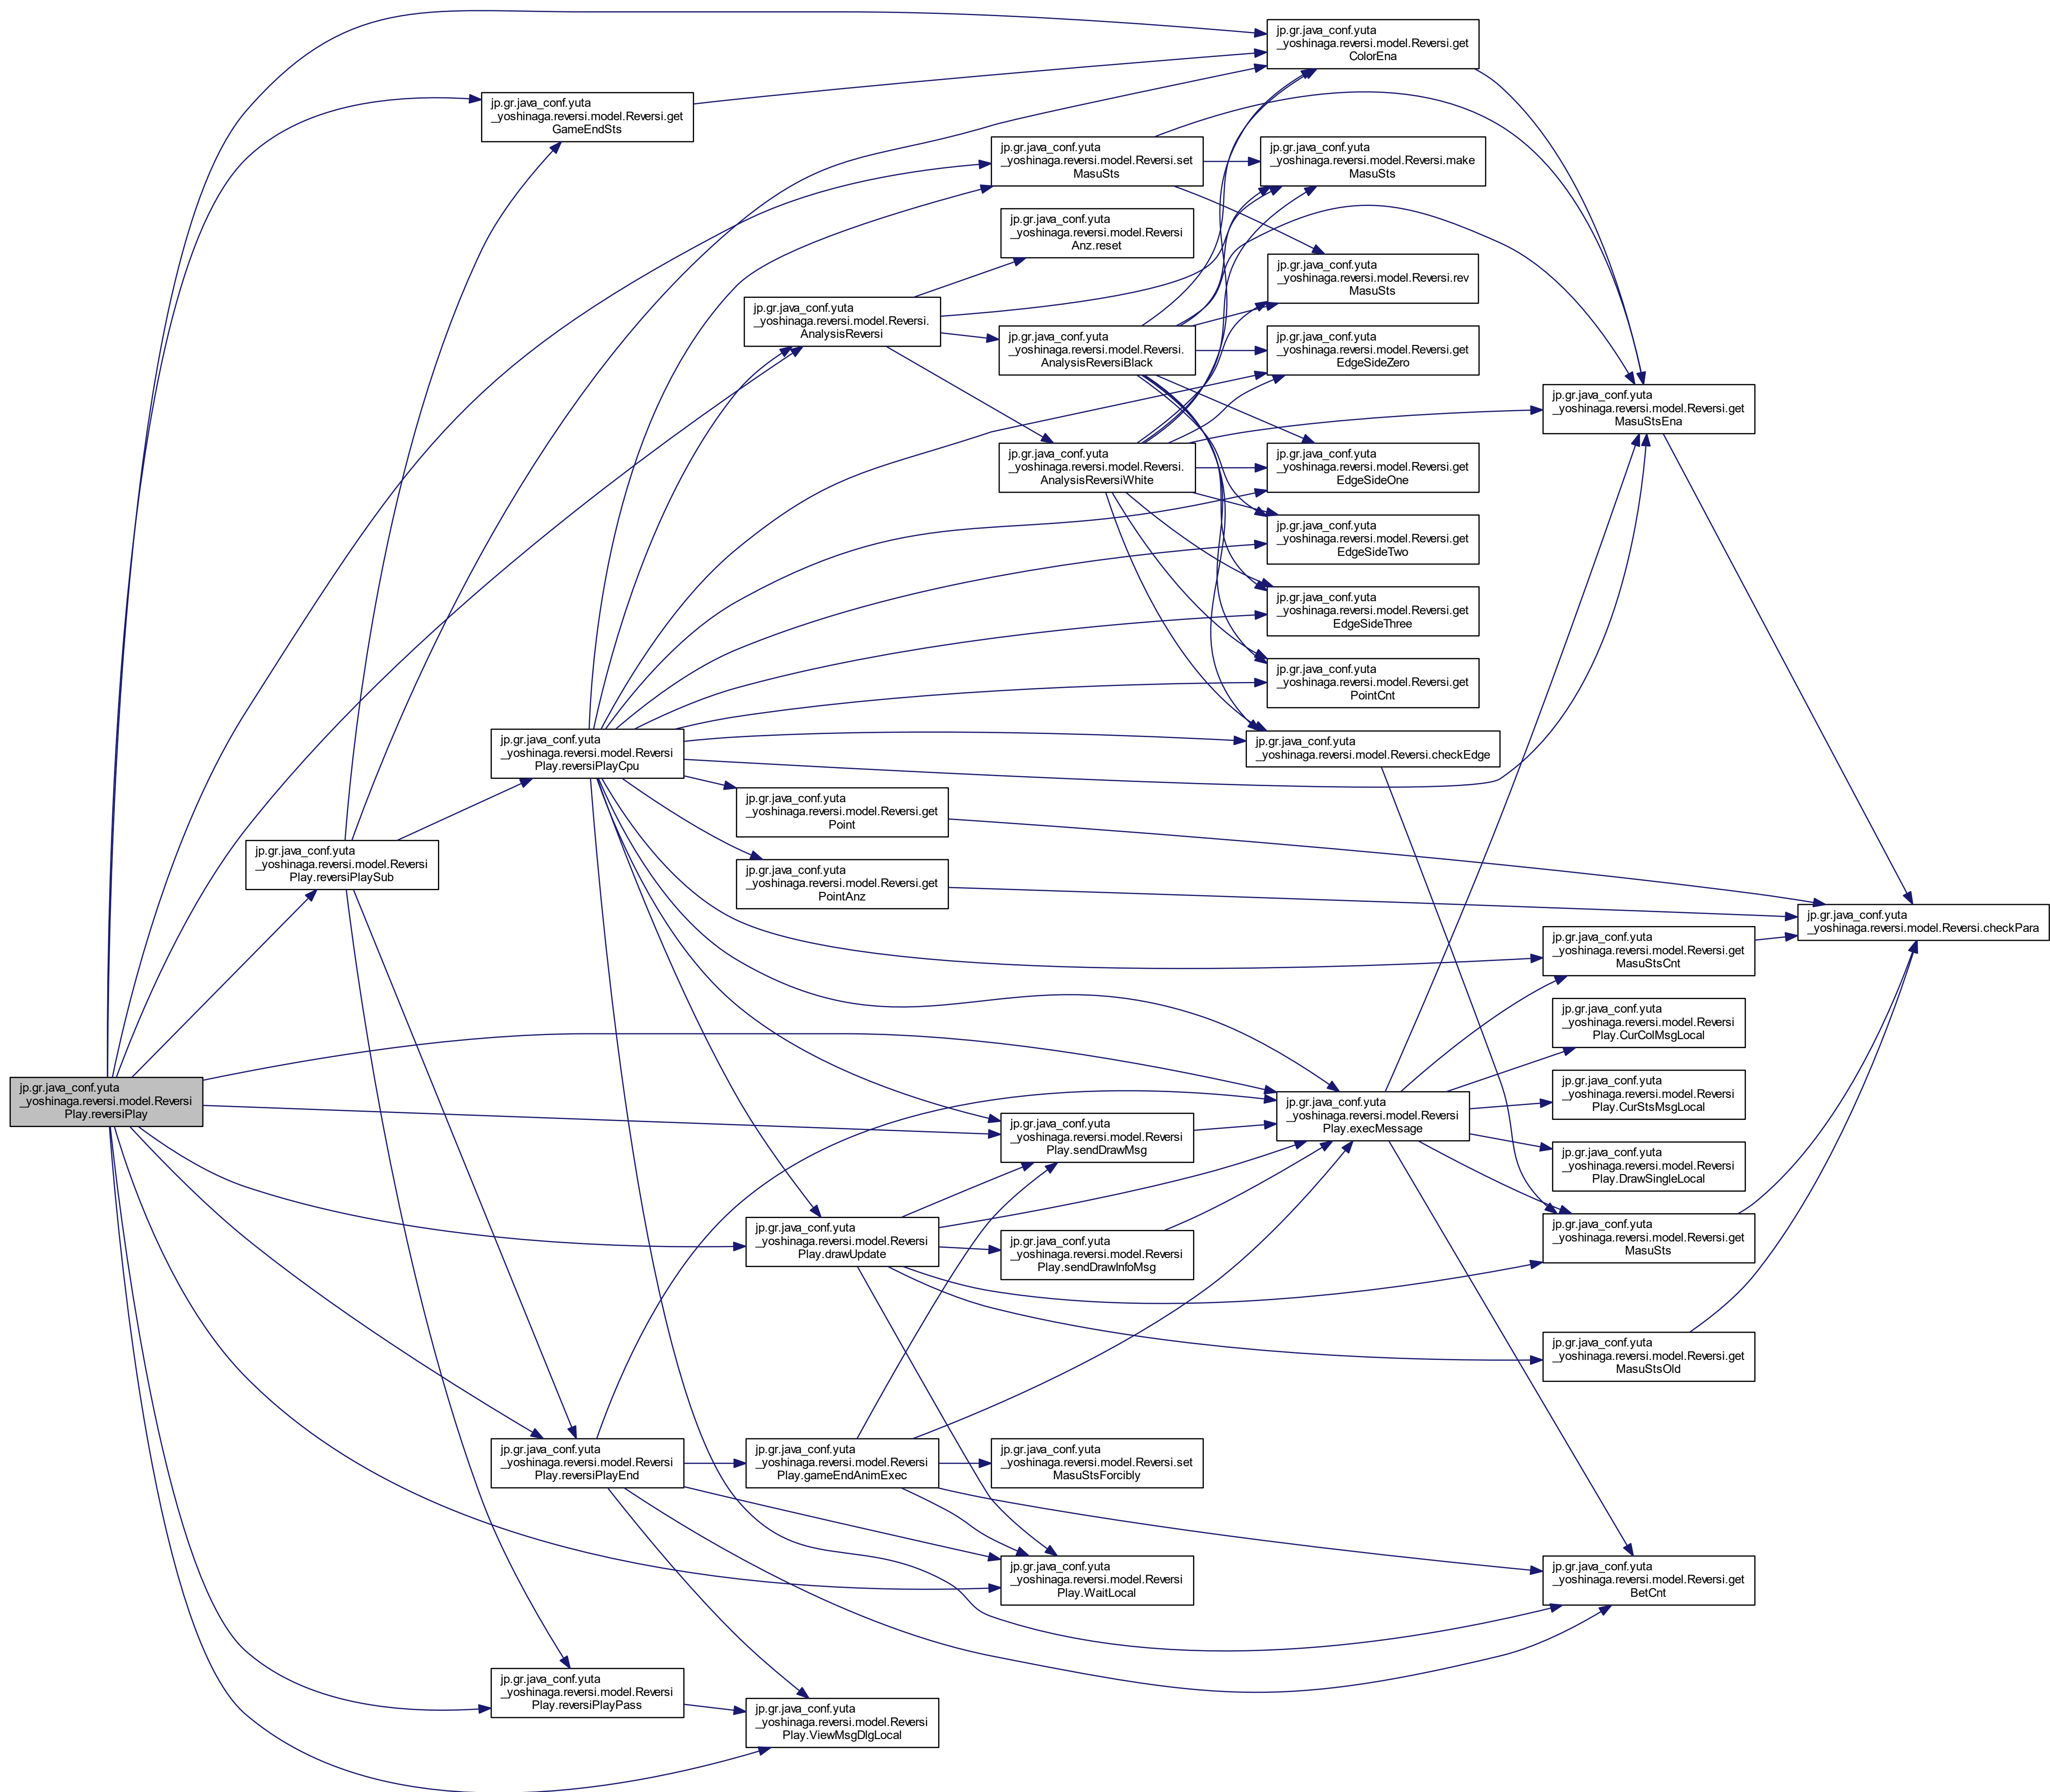 jp.gr.java_conf.yuta
_yoshinaga.reversi.model.Reversi
Play.reversiPlay
jp.gr.java_conf.yuta
_yoshinaga.reversi.model.Reversi
Play.reversiPlaySub
jp.gr.java_conf.yuta
_yoshinaga.reversi.model.Reversi.get
GameEndSts
jp.gr.java_conf.yuta
_yoshinaga.reversi.model.Reversi
Play.reversiPlayCpu
jp.gr.java_conf.yuta
_yoshinaga.reversi.model.Reversi
Play.reversiPlayEnd
jp.gr.java_conf.yuta
_yoshinaga.reversi.model.Reversi
Play.reversiPlayPass
jp.gr.java_conf.yuta
_yoshinaga.reversi.model.Reversi.
AnalysisReversi
jp.gr.java_conf.yuta
_yoshinaga.reversi.model.Reversi.get
Point
jp.gr.java_conf.yuta
_yoshinaga.reversi.model.Reversi.get
PointAnz
jp.gr.java_conf.yuta
_yoshinaga.reversi.model.Reversi
Play.drawUpdate
jp.gr.java_conf.yuta
_yoshinaga.reversi.model.Reversi
Play.gameEndAnimExec
jp.gr.java_conf.yuta
_yoshinaga.reversi.model.Reversi
Play.ViewMsgDlgLocal
jp.gr.java_conf.yuta
_yoshinaga.reversi.model.Reversi.set
MasuSts
jp.gr.java_conf.yuta
_yoshinaga.reversi.model.Reversi
Anz.reset
jp.gr.java_conf.yuta
_yoshinaga.reversi.model.Reversi.
AnalysisReversiBlack
jp.gr.java_conf.yuta
_yoshinaga.reversi.model.Reversi.
AnalysisReversiWhite
jp.gr.java_conf.yuta
_yoshinaga.reversi.model.Reversi
Play.sendDrawMsg
jp.gr.java_conf.yuta
_yoshinaga.reversi.model.Reversi
Play.sendDrawInfoMsg
jp.gr.java_conf.yuta
_yoshinaga.reversi.model.Reversi.set
MasuStsForcibly
jp.gr.java_conf.yuta
_yoshinaga.reversi.model.Reversi
Play.WaitLocal
jp.gr.java_conf.yuta
_yoshinaga.reversi.model.Reversi.get
ColorEna
jp.gr.java_conf.yuta
_yoshinaga.reversi.model.Reversi.make
MasuSts
jp.gr.java_conf.yuta
_yoshinaga.reversi.model.Reversi.rev
MasuSts
jp.gr.java_conf.yuta
_yoshinaga.reversi.model.Reversi.get
EdgeSideZero
jp.gr.java_conf.yuta
_yoshinaga.reversi.model.Reversi.get
EdgeSideOne
jp.gr.java_conf.yuta
_yoshinaga.reversi.model.Reversi.get
EdgeSideTwo
jp.gr.java_conf.yuta
_yoshinaga.reversi.model.Reversi.get
EdgeSideThree
jp.gr.java_conf.yuta
_yoshinaga.reversi.model.Reversi.get
PointCnt
jp.gr.java_conf.yuta
_yoshinaga.reversi.model.Reversi.checkEdge
jp.gr.java_conf.yuta
_yoshinaga.reversi.model.Reversi
Play.execMessage
jp.gr.java_conf.yuta
_yoshinaga.reversi.model.Reversi.get
MasuStsEna
jp.gr.java_conf.yuta
_yoshinaga.reversi.model.Reversi.get
MasuStsCnt
jp.gr.java_conf.yuta
_yoshinaga.reversi.model.Reversi
Play.CurColMsgLocal
jp.gr.java_conf.yuta
_yoshinaga.reversi.model.Reversi
Play.CurStsMsgLocal
jp.gr.java_conf.yuta
_yoshinaga.reversi.model.Reversi
Play.DrawSingleLocal
jp.gr.java_conf.yuta
_yoshinaga.reversi.model.Reversi.get
MasuSts
jp.gr.java_conf.yuta
_yoshinaga.reversi.model.Reversi.get
MasuStsOld
jp.gr.java_conf.yuta
_yoshinaga.reversi.model.Reversi.get
BetCnt
jp.gr.java_conf.yuta
_yoshinaga.reversi.model.Reversi.checkPara